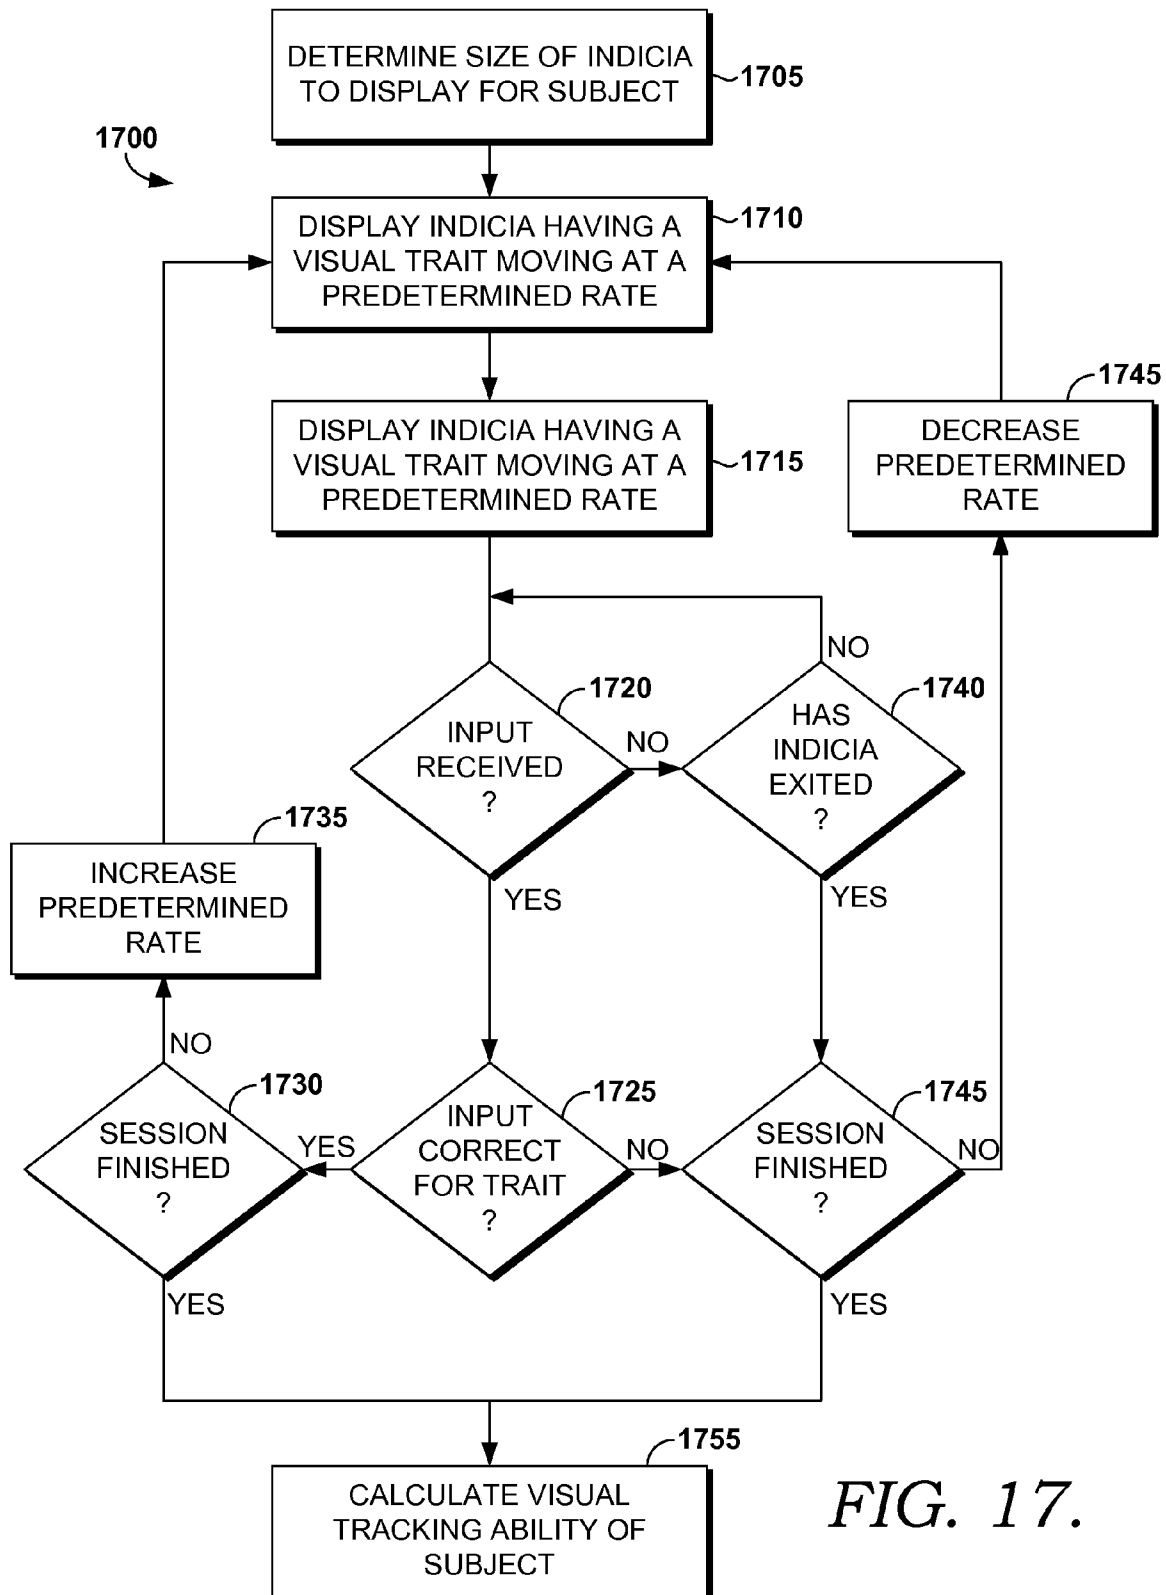 DETERMINE SIZE OF INDICIA
TO DISPLAY FOR SUBJECT
1705
1700
DISPLAY INDICIA HAVING A
VISUAL TRAIT MOVING AT A
PREDETERMINED RATE
1710
DISPLAY INDICIA HAVING A
VISUAL TRAIT MOVING AT A
PREDETERMINED RATE
1715
1745
DECREASE
PREDETERMINED
RATE
INPUT
RECEIVED
?
1720
NO
YES
HAS
INDICIA
EXITED
?
1740
NO
YES
1735
INCREASE
PREDETERMINED
RATE
NO
SESSION
FINISHED
?
1730
YES
YES
INPUT
CORRECT
FOR TRAIT
?
1725
NO
SESSION
FINISHED
?
1745
NO
YES
1755
CALCULATE VISUAL
TRACKING ABILITY OF
SUBJECT
FIG. 17.